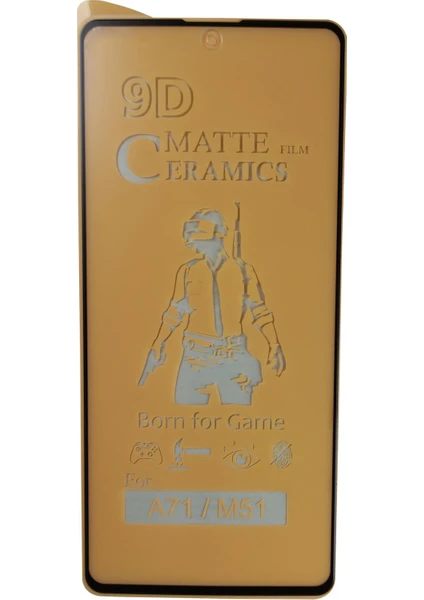 9D
MATTE FILM
CERAMICS
Born for Game
For
A71 / M51